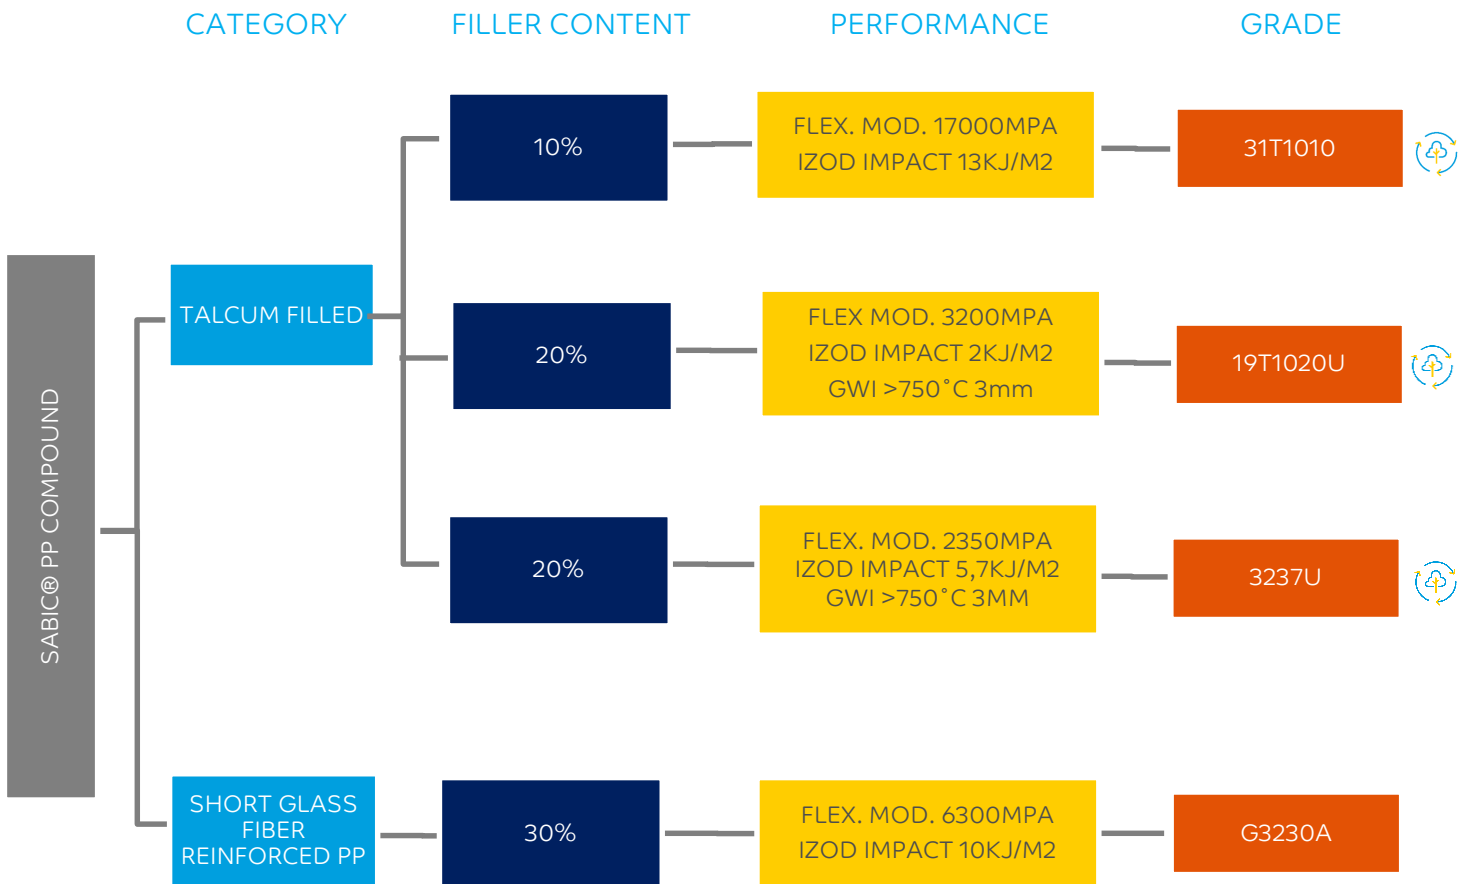 CATEGORY
FILLER CONTENT
PERFORMANCE
GRADE
SABIC® PP COMPOUND
TALCUM FILLED
10%
FLEX. MOD. 17000MPA
IZOD IMPACT 13KJ/M2
31T1010
20%
FLEX MOD. 3200MPA
IZOD IMPACT 2KJ/M2
GWI >750°C 3mm
19T1020U
20%
FLEX. MOD. 2350MPA
IZOD IMPACT 5,7KJ/M2
GWI >750°C 3MM
3237U
SHORT GLASS
FIBER
REINFORCED PP
30%
FLEX. MOD. 6300MPA
IZOD IMPACT 10KJ/M2
G3230A